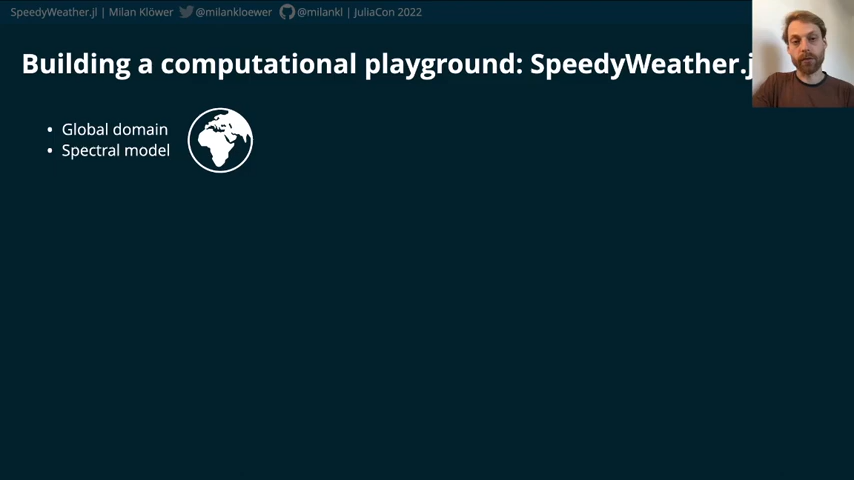 SpeedyWeather.jl | Milan Klöwer @milankloewer @milankl | JuliaCon 2022
Building a computational playground: SpeedyWeather.j
• Global domain
• Spectral model